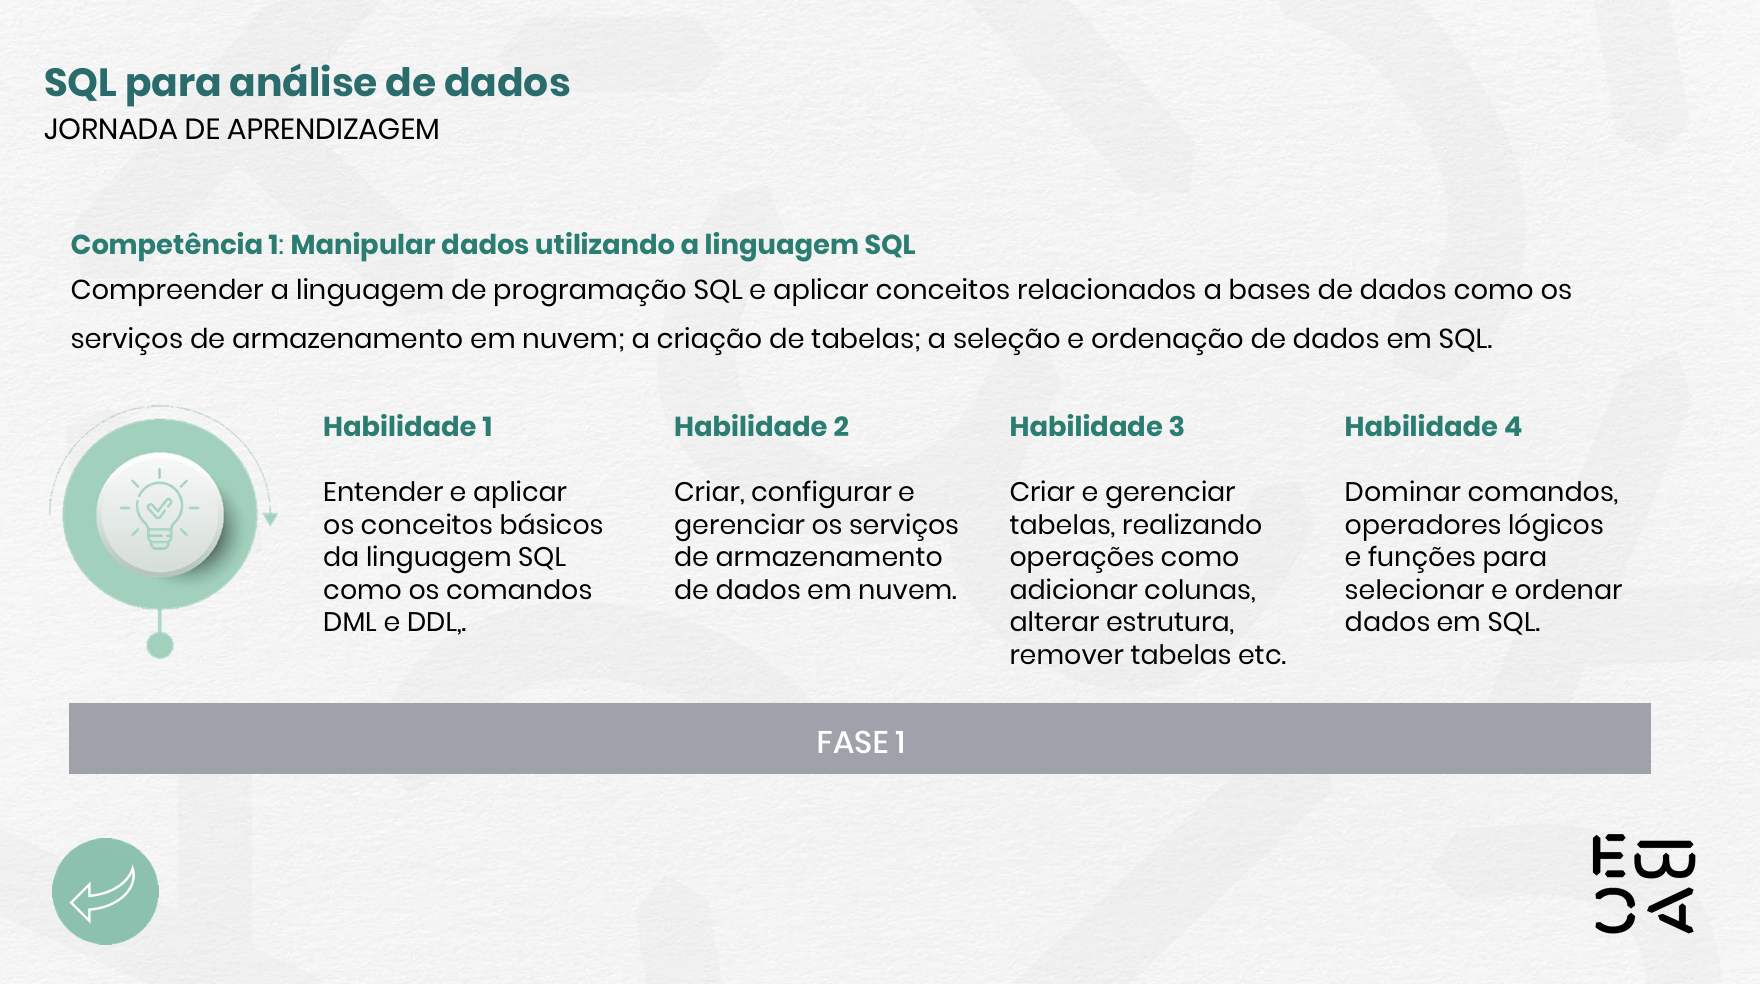 SQL para análise de dados
JORNADA DE APRENDIZAGEM
Competência 1: Manipular dados utilizando a linguagem SQL
Compreender a linguagem de programação SQL e aplicar conceitos relacionados a bases de dados como os
serviços de armazenamento em nuvem; a criação de tabelas; a seleção e ordenação de dados em SQL.
Habilidade 1
Entender e aplicar
os conceitos básicos
da linguagem SQL
como os comandos
DML e DDL,.
Habilidade 2
Criar, configurar e
gerenciar os serviços
de armazenamento
de dados em nuvem.
Habilidade 3
Criar e gerenciar
tabelas, realizando
operações como
adicionar colunas,
alterar estrutura,
remover tabelas etc.
Habilidade 4
Dominar comandos,
operadores lógicos
e funções para
selecionar e ordenar
dados em SQL.
FASE 1
EBAC